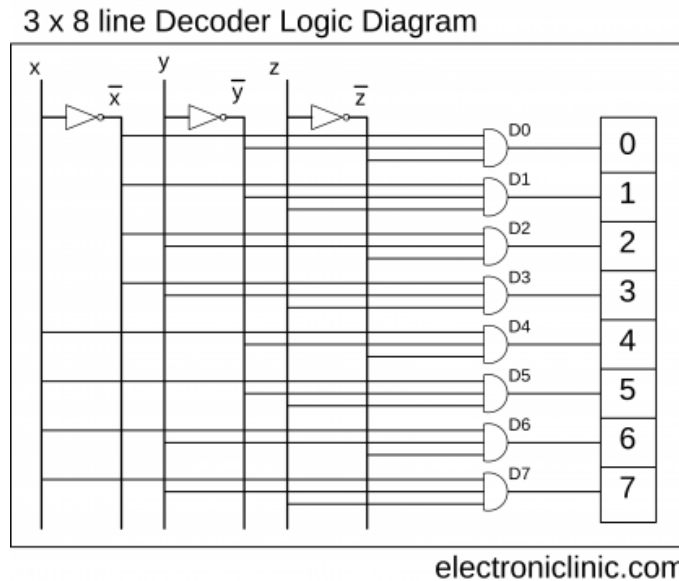 3 x 8 line Decoder Logic Diagram
x x̅ y y̅ z z̅
D0 0
D1 1
D2 2
D3 3
D4 4
D5 5
D6 6
D7 7
electroniclinic.com